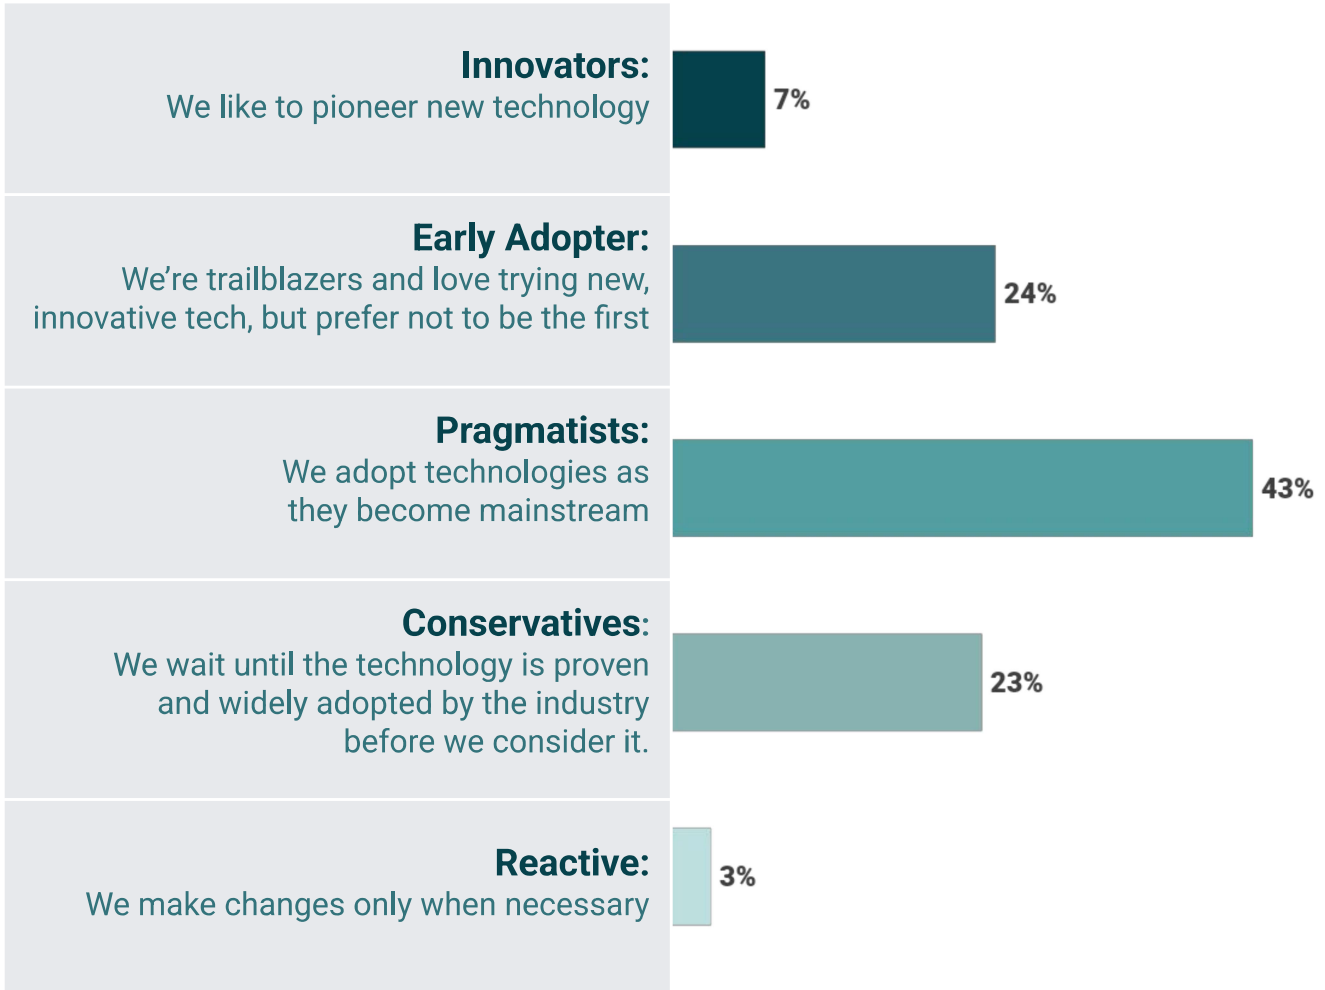 Innovators:
We like to pioneer new technology
7%
Early Adopter:
We’re trailblazers and love trying new,
innovative tech, but prefer not to be the first
24%
Pragmatists:
We adopt technologies as
they become mainstream
43%
Conservatives:
We wait until the technology is proven
and widely adopted by the industry
before we consider it.
23%
Reactive:
We make changes only when necessary
3%